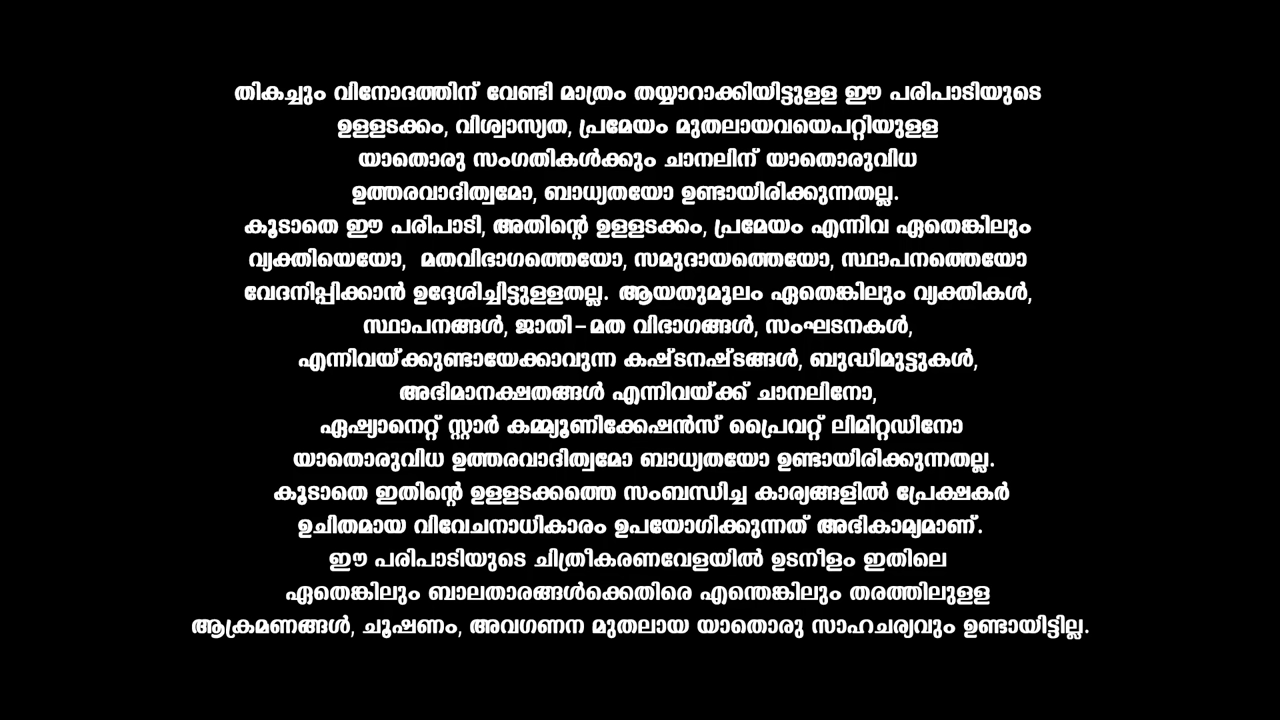 തികച്ചും വിനോദത്തിന് വേണ്ടി മാത്രം തയ്യാറാക്കിയിട്ടുള്ള ഈ പരിപാടിയുടെ
ഉള്ളടക്കം, വിശ്വാസ്യത, പ്രമേയം മുതലായവയെപറ്റിയുള്ള
യാതൊരു സംഗതികൾക്കും ചാനലിന് യാതൊരുവിധ
ഉത്തരവാദിത്വമോ, ബാധ്യതയോ ഉണ്ടായിരിക്കുന്നതല്ല.
കൂടാതെ ഈ പരിപാടി, അതിന്റെ ഉള്ളടക്കം, പ്രമേയം എന്നിവ ഏതെങ്കിലും
വ്യക്തിയെയോ, മതവിഭാഗത്തെയോ, സമുദായത്തെയോ, സ്ഥാപനത്തെയോ
വേദനിപ്പിക്കാൻ ഉദ്ദേശിച്ചിട്ടുള്ളതല്ല. ആയതുമൂലം ഏതെങ്കിലും വ്യക്തികൾ,
സ്ഥാപനങ്ങൾ, ജാതി-മത വിഭാഗങ്ങൾ, സംഘടനകൾ,
എന്നിവയ്ക്കുണ്ടായേക്കാവുന്ന കഷ്ടനഷ്ടങ്ങൾ, ബുദ്ധിമുട്ടുകൾ,
അഭിമാനക്ഷതങ്ങൾ എന്നിവയ്ക്ക് ചാനലിനോ,
ഏഷ്യാനെറ്റ് സ്റ്റാർ കമ്മ്യൂണിക്കേഷൻസ് പ്രൈവറ്റ് ലിമിറ്റഡിനോ
യാതൊരുവിധ ഉത്തരവാദിത്വമോ ബാധ്യതയോ ഉണ്ടായിരിക്കുന്നതല്ല.
കൂടാതെ ഇതിന്റെ ഉള്ളടക്കത്തെ സംബന്ധിച്ച കാര്യങ്ങളിൽ പ്രേക്ഷകർ
ഉചിതമായ വിവേചനാധികാരം ഉപയോഗിക്കുന്നത് അഭികാമ്യമാണ്.
ഈ പരിപാടിയുടെ ചിത്രീകരണവേളയിൽ ഉടനീളം ഇതിലെ
ഏതെങ്കിലും ബാലതാരങ്ങൾക്കെതിരെ എന്തെങ്കിലും തരത്തിലുള്ള
ആക്രമണങ്ങൾ, ചൂഷണം, അവഗണന മുതലായ യാതൊരു സാഹചര്യവും ഉണ്ടായിട്ടില്ല.